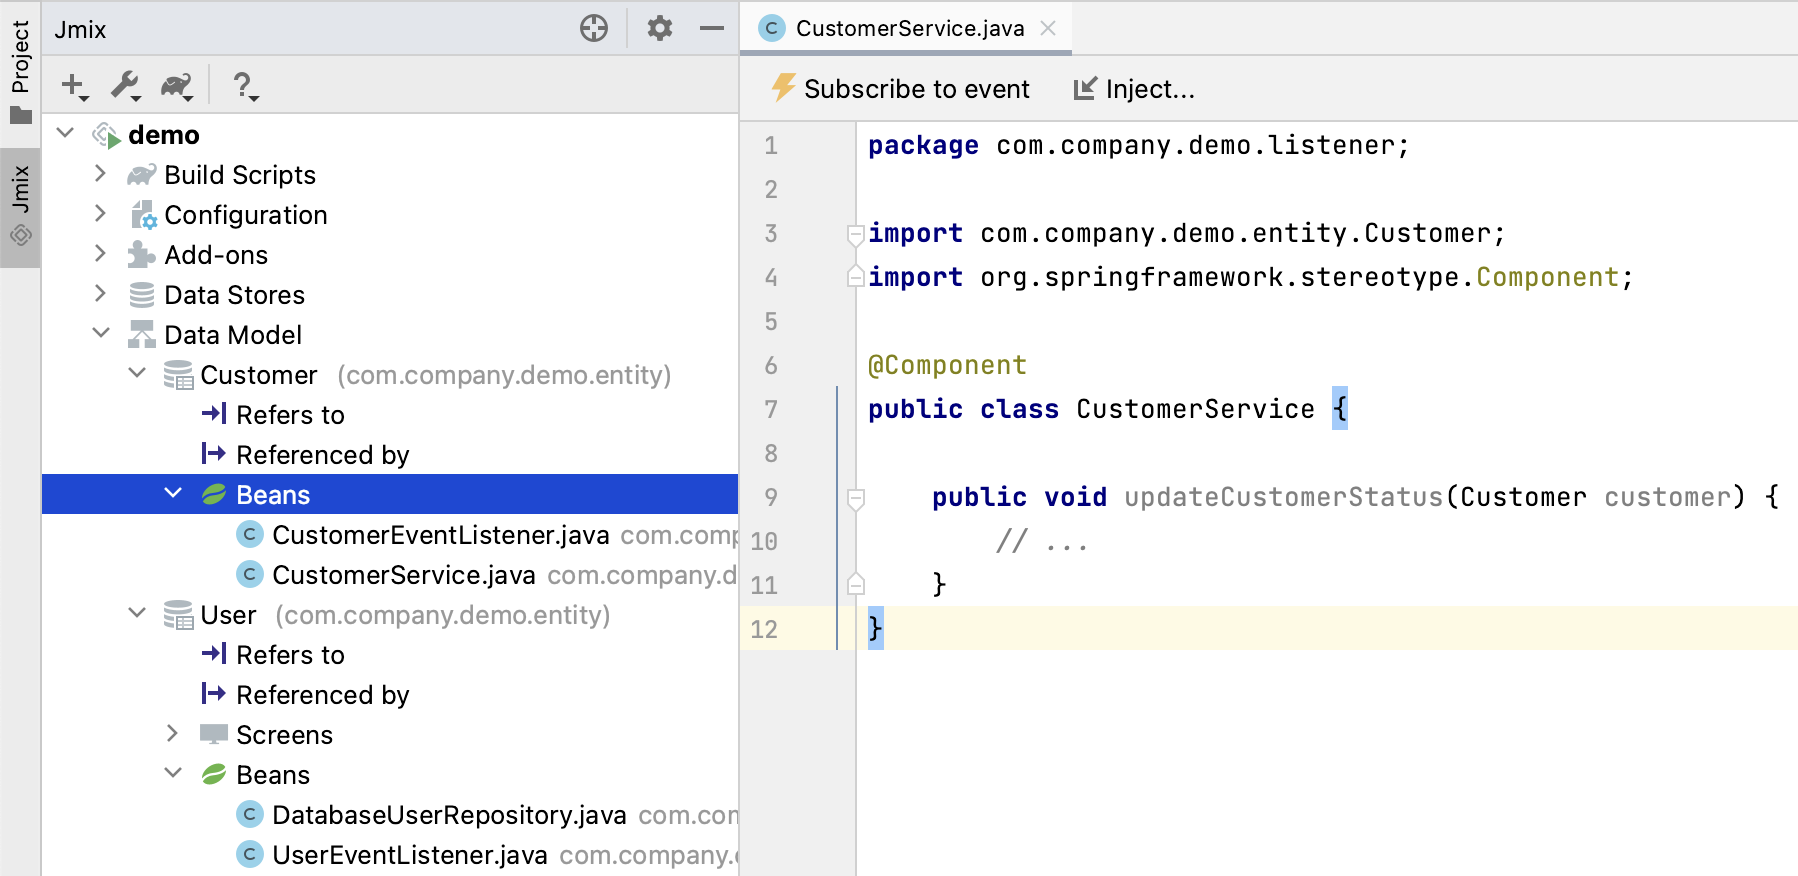 Project
Jmix
Jmix
?
demo
Build Scripts
Configuration
Add-ons
Data Stores
Data Model
Customer (com.company.demo.entity)
Refers to
Referenced by
Beans
C CustomerEventListener.java com.comp
C CustomerService.java com.company.d
User (com.company.demo.entity)
Refers to
Referenced by
Screens
Beans
C DatabaseUserRepository.java com.con
C UserEventListener.java com.company.
C CustomerService.java
Subscribe to event Inject...
1 package com.company.demo.listener;
2
3 import com.company.demo.entity.Customer;
4 import org.springframework.stereotype.Component;
5
6 @Component
7 public class CustomerService {
8
9 public void updateCustomerStatus(Customer customer) {
10 // ...
11 }
12 }